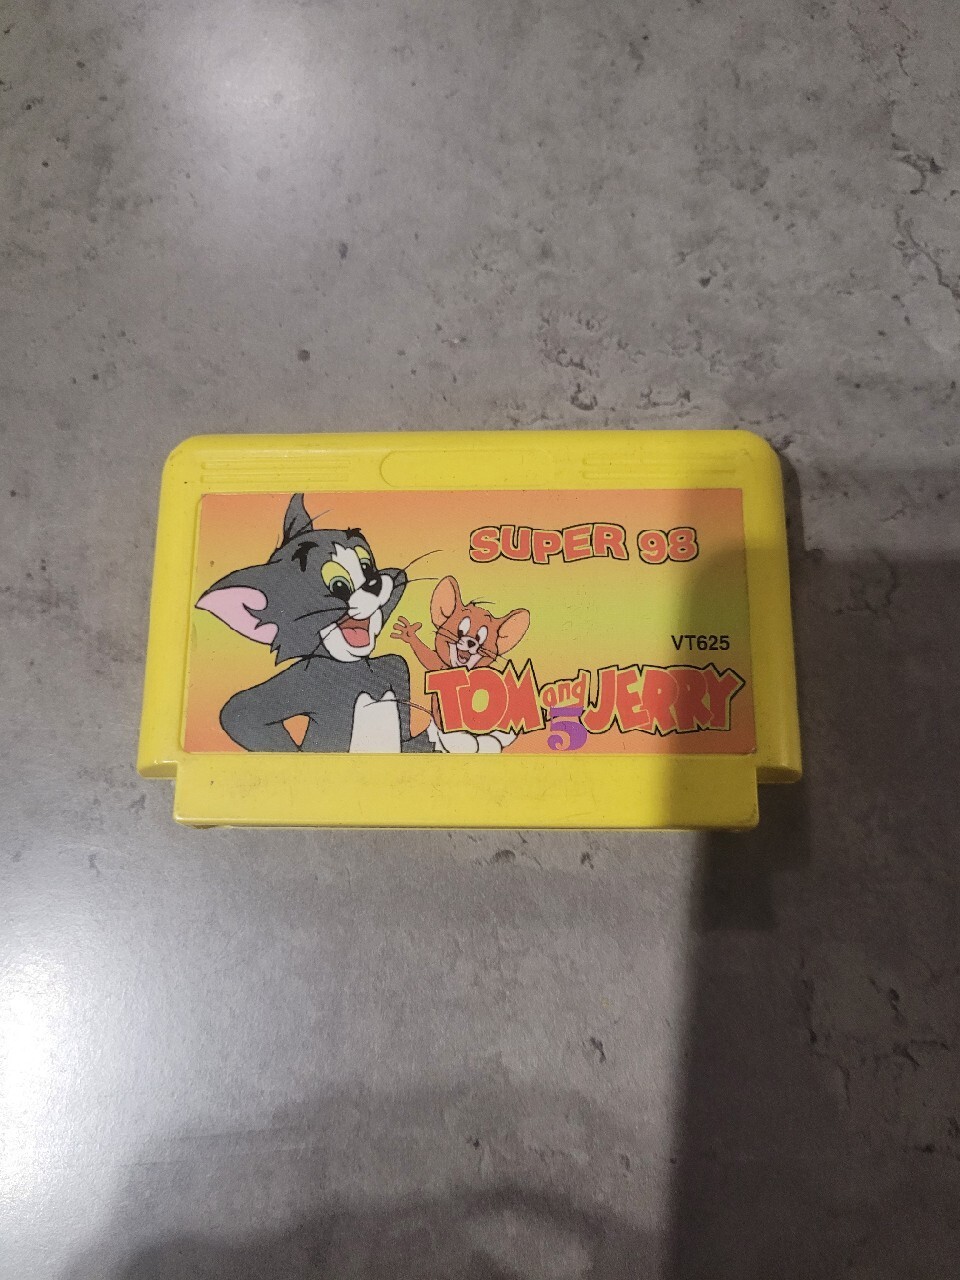 SUPER 98
VT625
TOM and JERRY
5